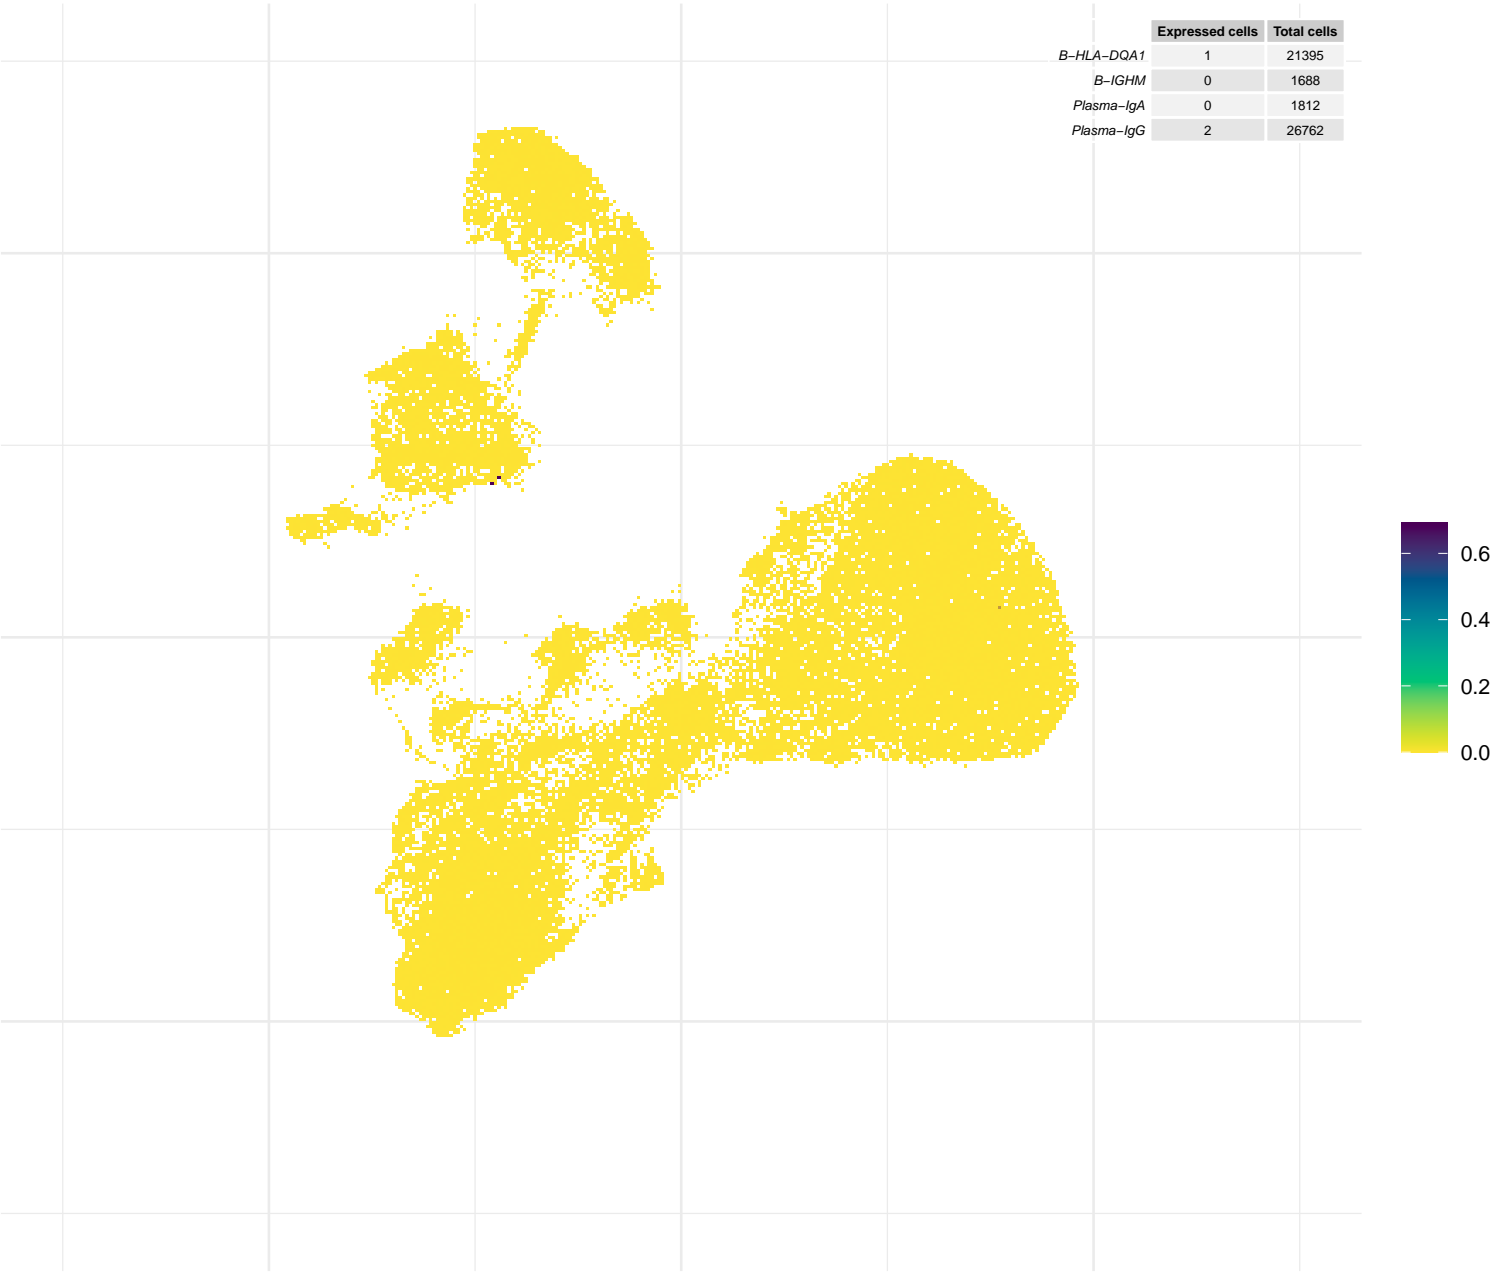 Expressed cells Total cells
B-HLA-DQA1 1 21395
B-IGHM 0 1688
Plasma-IgA 0 1812
Plasma-IgG 2 26762
0.6
0.4
0.2
0.0